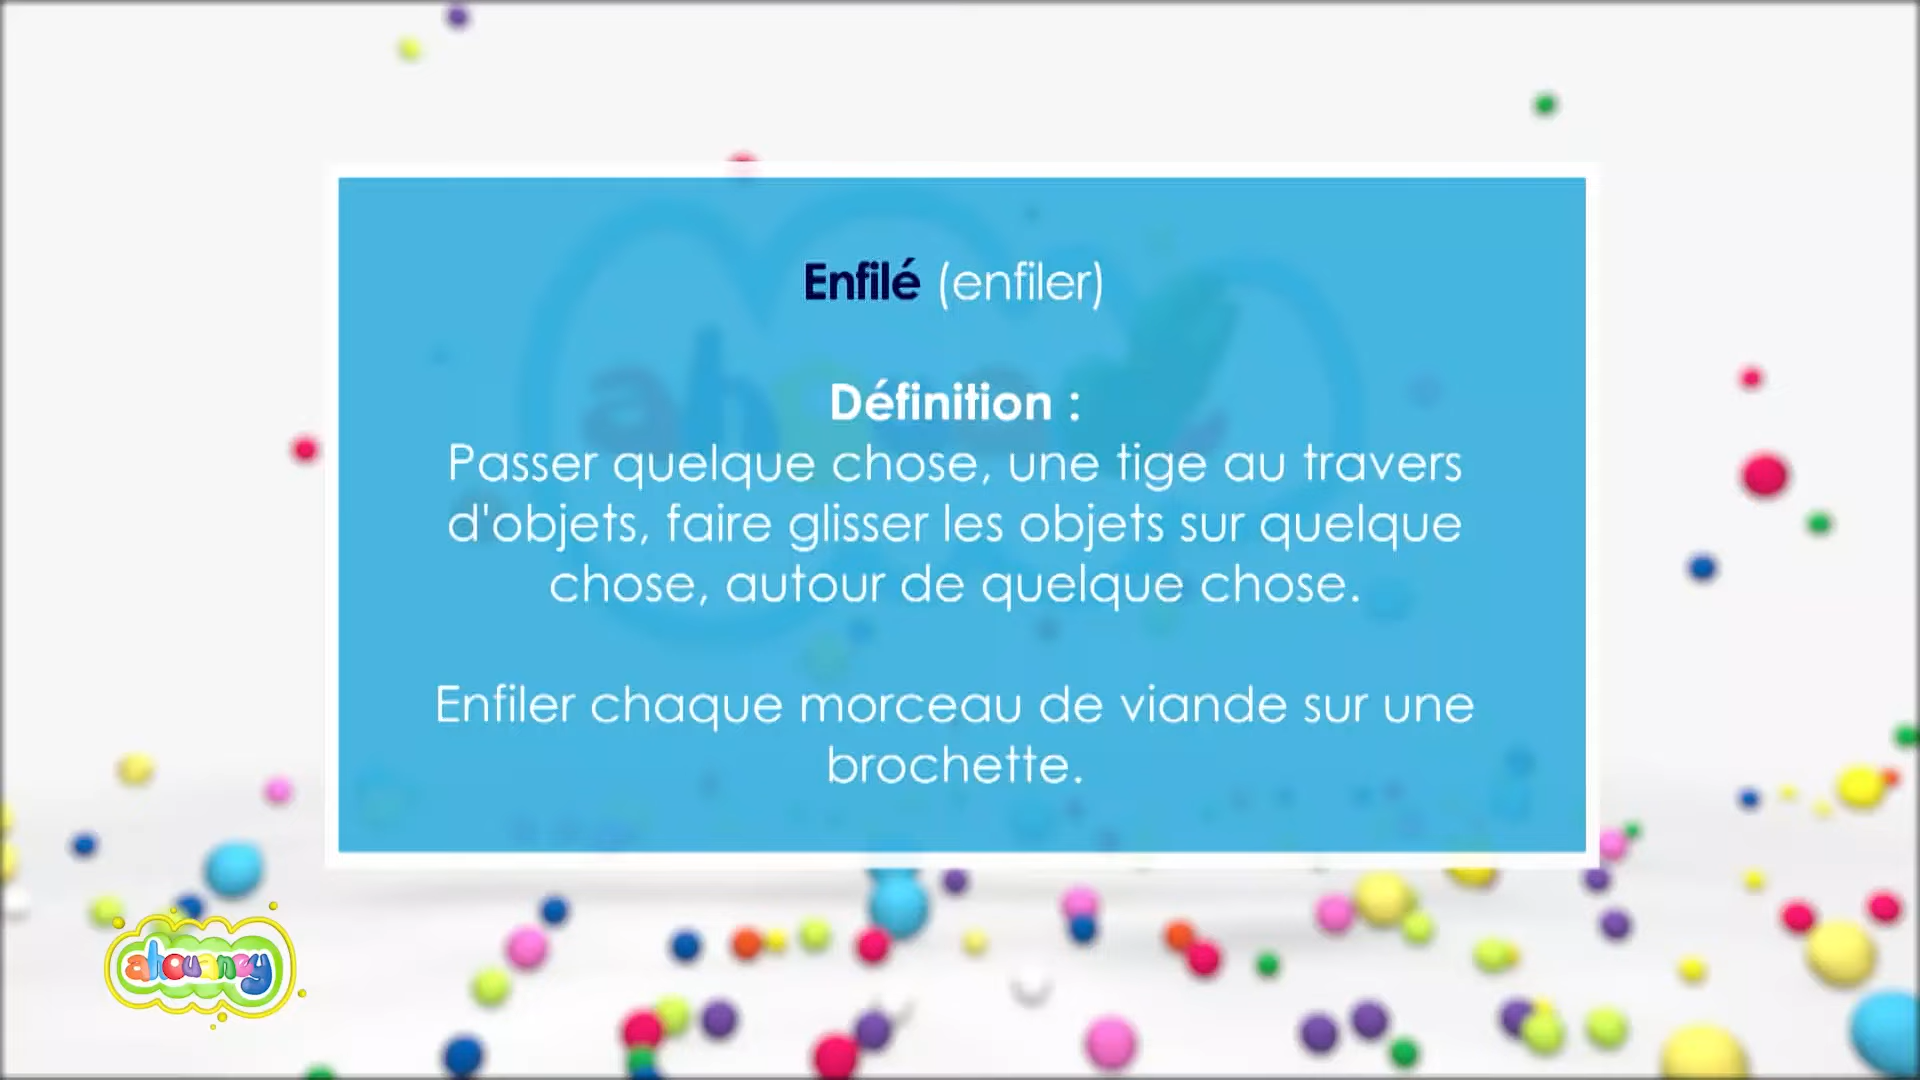 Enfilé (enfiler)
Définition :
Passer quelque chose, une tige au travers
d'objets, faire glisser les objets sur quelque
chose, autour de quelque chose.
Enfiler chaque morceau de viande sur une
brochette.
ahouaney